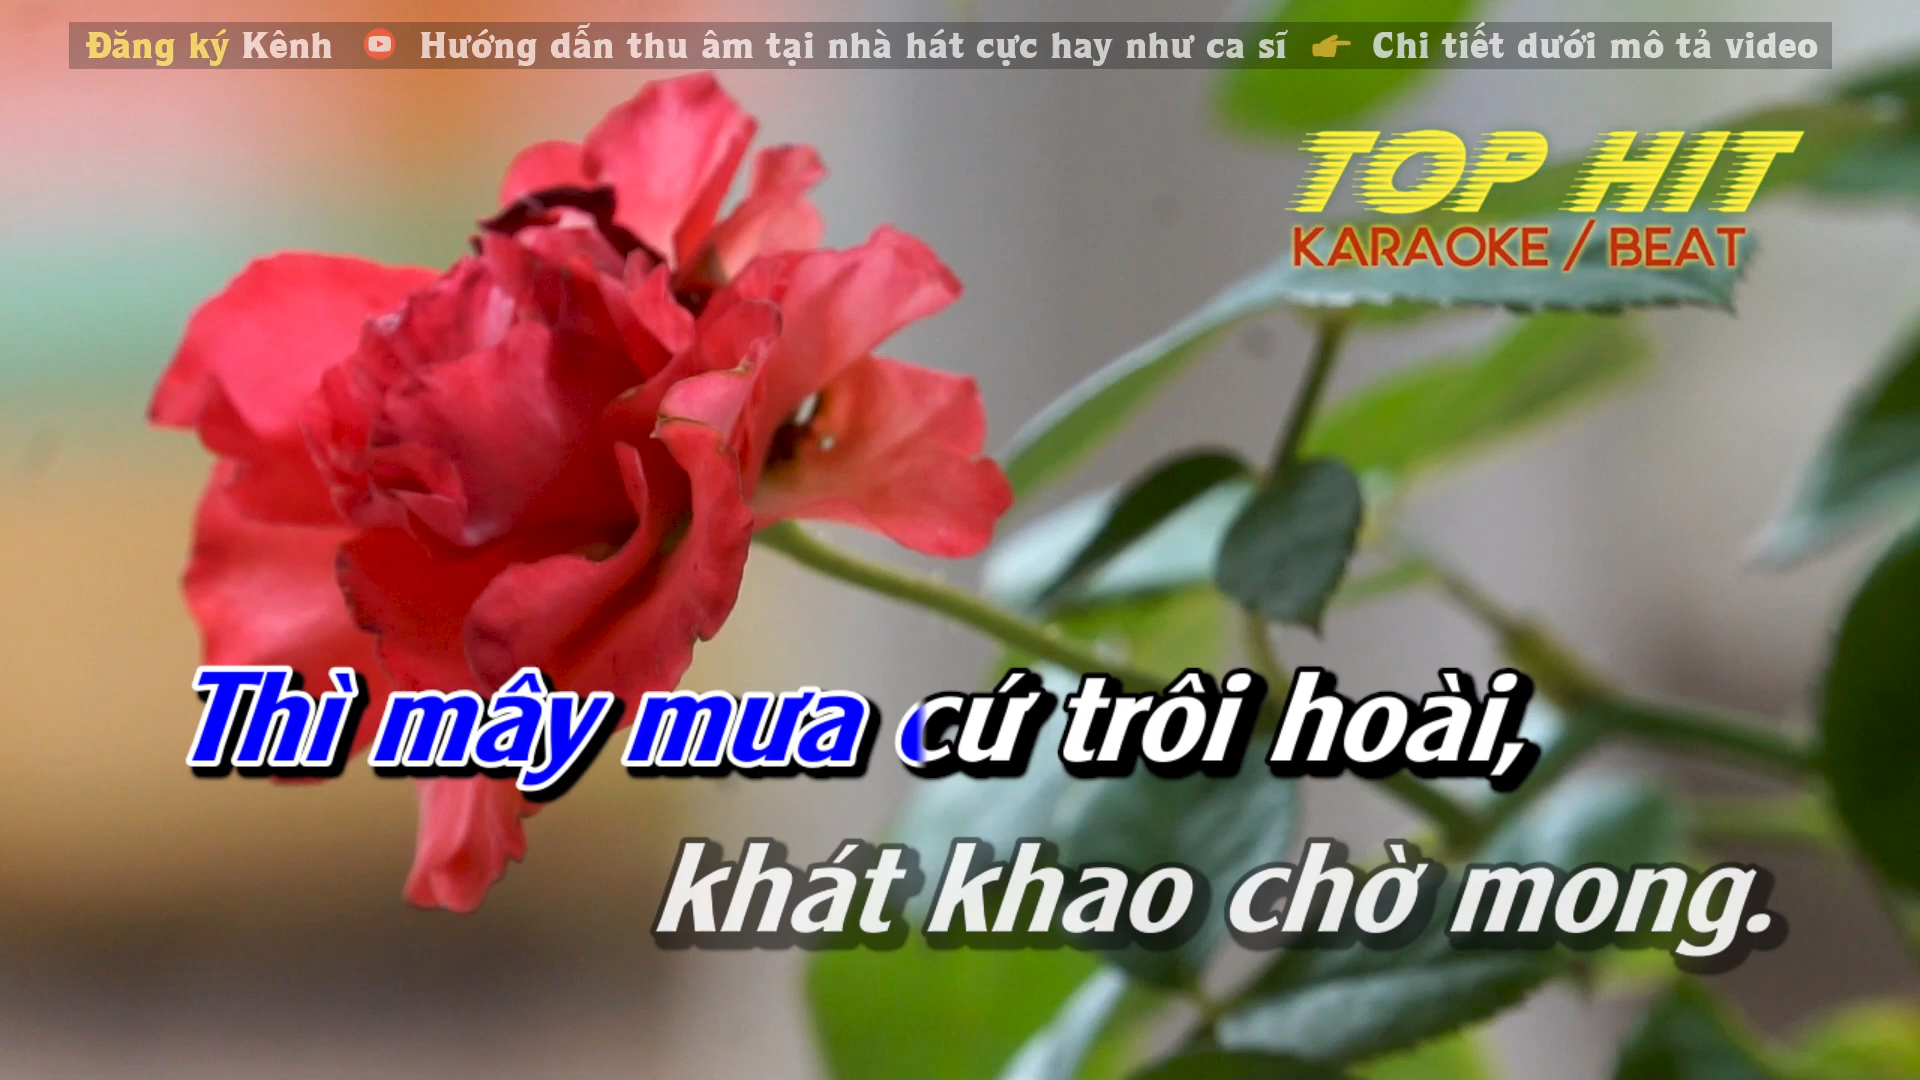 Đăng ký Kênh Hướng dẫn thu âm tại nhà hát cực hay như ca sĩ Chi tiết dưới mô tả video
TOP HIT
KARAOKE / BEAT
Thì mây mưa cứ trôi hoài,
khát khao chờ mong.